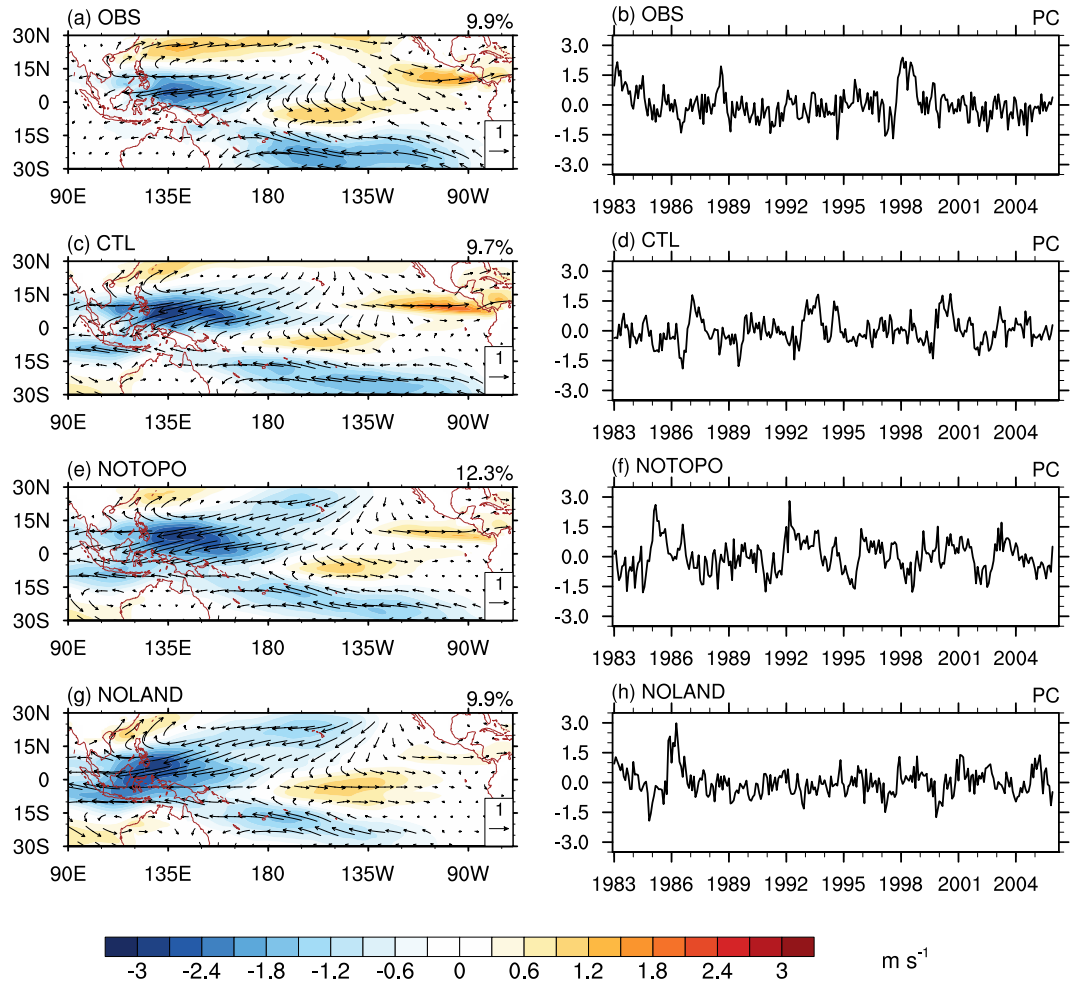 (a) OBS 9.9%
30N
15N
0
15S
30S
1
90E 135E 180 135W 90W
(b) OBS PC
3.0
1.5
0.0
-1.5
-3.0
1983 1986 1989 1992 1995 1998 2001 2004
(c) CTL 9.7%
30N
15N
0
15S
30S
1
90E 135E 180 135W 90W
(d) CTL PC
3.0
1.5
0.0
-1.5
-3.0
1983 1986 1989 1992 1995 1998 2001 2004
(e) NOTOPO 12.3%
30N
15N
0
15S
30S
1
90E 135E 180 135W 90W
(f) NOTOPO PC
3.0
1.5
0.0
-1.5
-3.0
1983 1986 1989 1992 1995 1998 2001 2004
(g) NOLAND 9.9%
30N
15N
0
15S
30S
1
90E 135E 180 135W 90W
(h) NOLAND PC
3.0
1.5
0.0
-1.5
-3.0
1983 1986 1989 1992 1995 1998 2001 2004
-3 -2.4 -1.8 -1.2 -0.6 0 0.6 1.2 1.8 2.4 3 m s⁻¹